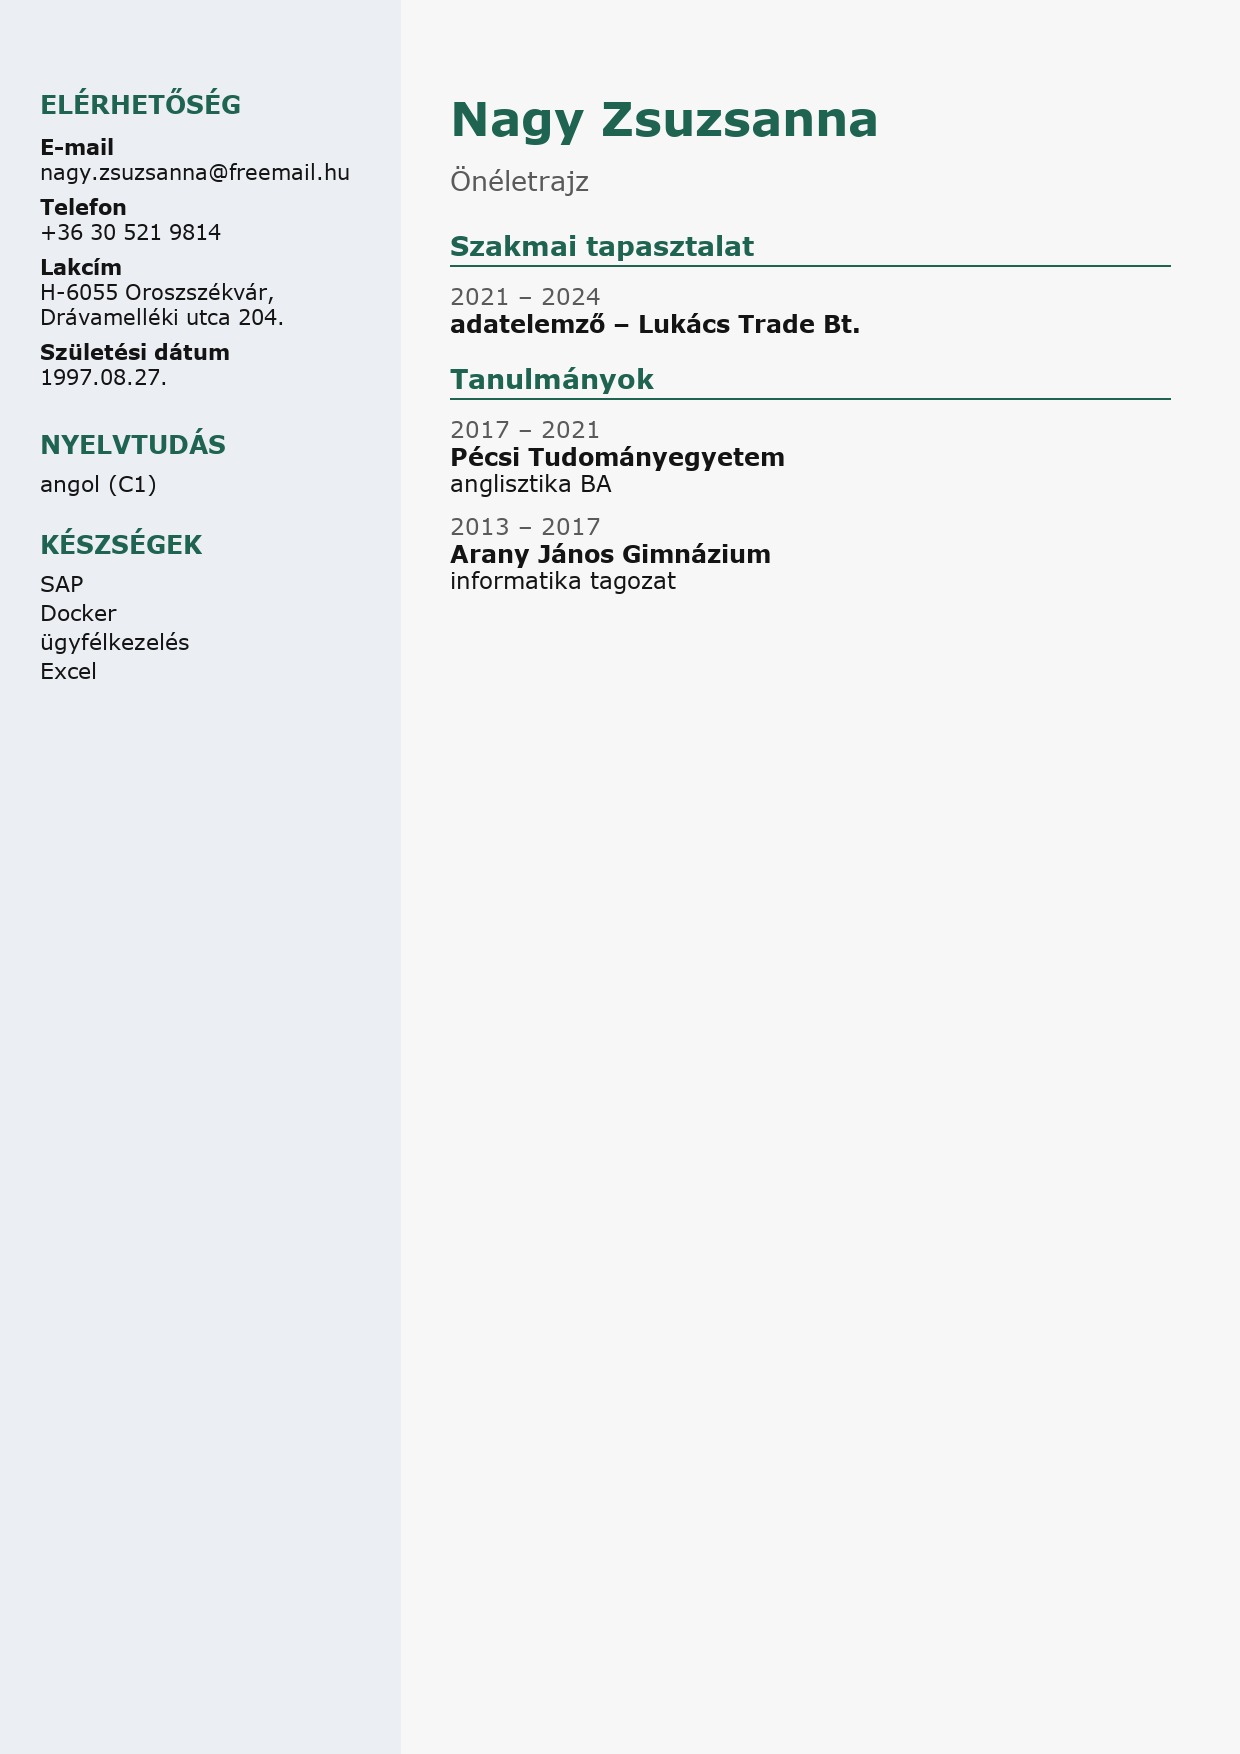 ELÉRHETŐSÉG
E-mail
nagy.zsuzsanna@freemail.hu
Telefon
+36 30 521 9814
Lakcím
H-6055 Oroszszékvár,
Drávamelléki utca 204.
Születési dátum
1997.08.27.
NYELVTUDÁS
angol (C1)
KÉSZSÉGEK
SAP
Docker
ügyfélkezelés
Excel
Nagy Zsuzsanna
Önéletrajz
Szakmai tapasztalat
2021 – 2024
adatelemző – Lukács Trade Bt.
Tanulmányok
2017 – 2021
Pécsi Tudományegyetem
anglisztika BA
2013 – 2017
Arany János Gimnázium
informatika tagozat